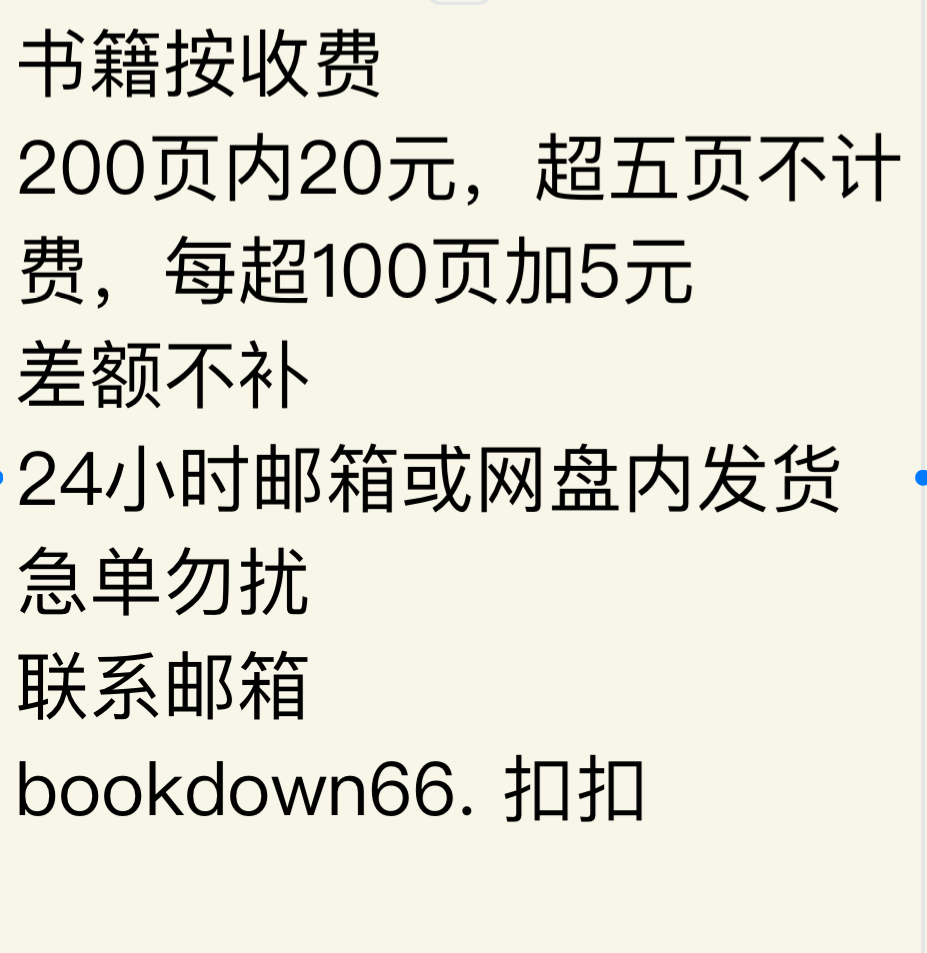 书籍按收费
200页内20元，超五页不计
费，每超100页加5元
差额不补
24小时邮箱或网盘内发货
急单勿扰
联系邮箱
bookdown66. 扣扣